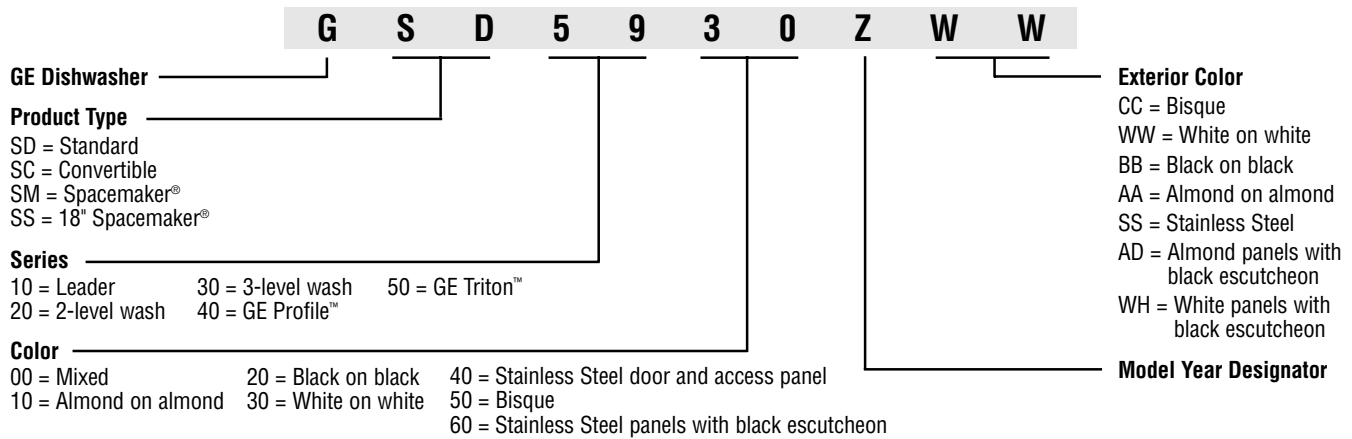 G S D 5 9 3 0 Z W W
GE Dishwasher
Product Type
SD = Standard
SC = Convertible
SM = Spacemaker®
SS = 18" Spacemaker®
Series
10 = Leader 30 = 3-level wash 50 = GE Triton™
20 = 2-level wash 40 = GE Profile™
Color
00 = Mixed 20 = Black on black 40 = Stainless Steel door and access panel
10 = Almond on almond 30 = White on white 50 = Bisque
60 = Stainless Steel panels with black escutcheon
Exterior Color
CC = Bisque
WW = White on white
BB = Black on black
AA = Almond on almond
SS = Stainless Steel
AD = Almond panels with
black escutcheon
WH = White panels with
black escutcheon
Model Year Designator